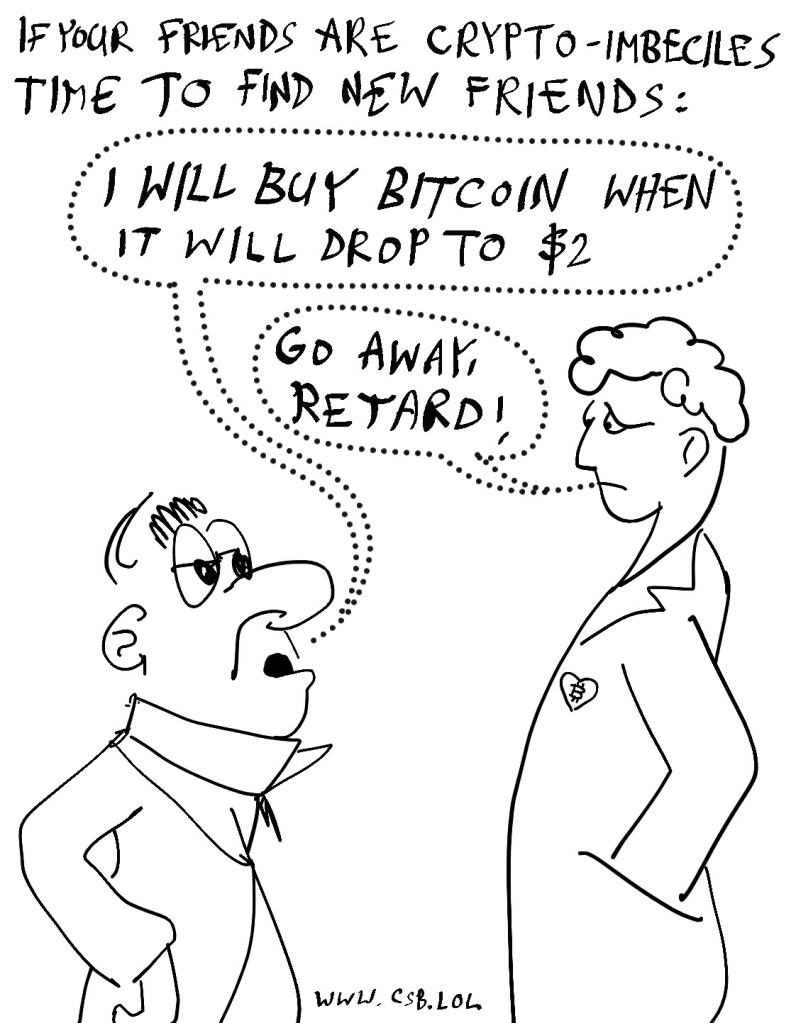 IF YOUR FRIENDS ARE CRYPTO-IMBECILES
TIME TO FIND NEW FRIENDS:
I WILL BUY BITCOIN WHEN
IT WILL DROP TO $2
GO AWAY,
RETARD!
WWW.CSB.LOL